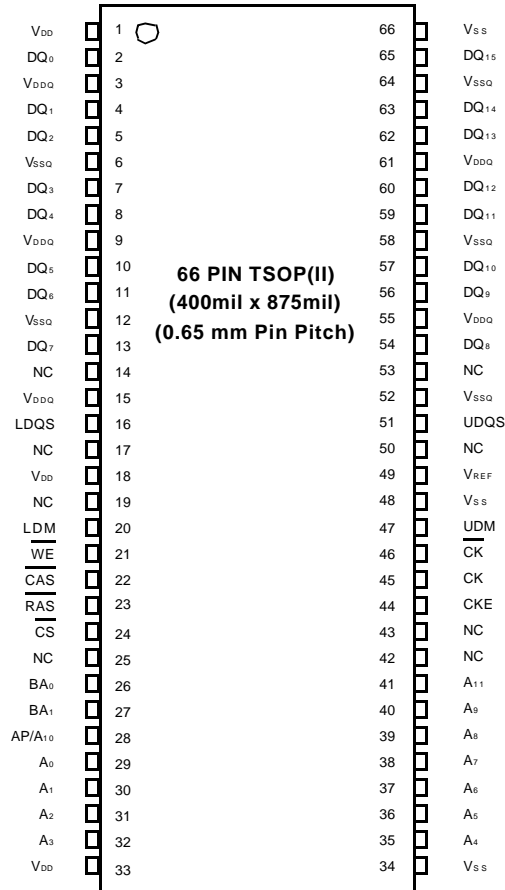 VDD 1 66 VSS
DQ0 2 65 DQ15
VDDQ 3 64 VSSQ
DQ1 4 63 DQ14
DQ2 5 62 DQ13
VSSQ 6 61 VDDQ
DQ3 7 60 DQ12
DQ4 8 59 DQ11
VDDQ 9 58 VSSQ
DQ5 10 57 DQ10
66 PIN TSOP(II)
DQ6 11 56 DQ9
(400mil x 875mil)
VSSQ 12 55 VDDQ
(0.65 mm Pin Pitch)
DQ7 13 54 DQ8
NC 14 53 NC
VDDQ 15 52 VSSQ
LDQS 16 51 UDQS
NC 17 50 NC
VDD 18 49 VREF
NC 19 48 VSS
LDM 20 47 UDM
W̅E̅ 21 46 C̅K̅
C̅A̅S̅ 22 45 CK
R̅A̅S̅ 23 44 CKE
C̅S̅ 24 43 NC
NC 25 42 NC
BA0 26 41 A11
BA1 27 40 A9
AP/A10 28 39 A8
A0 29 38 A7
A1 30 37 A6
A2 31 36 A5
A3 32 35 A4
VDD 33 34 VSS